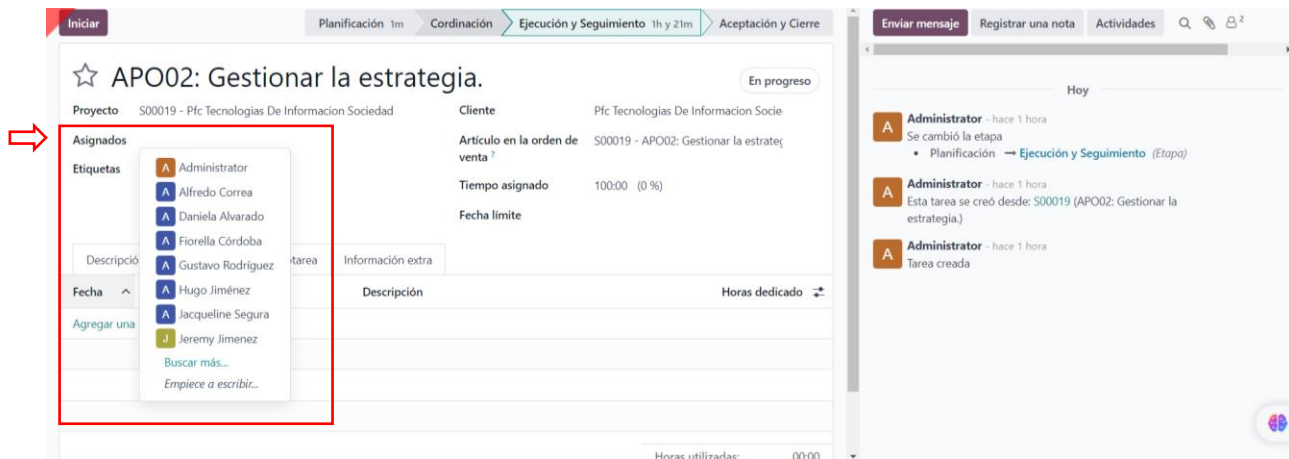 Iniciar
Planificación 1m
Cordinación
Ejecución y Seguimiento 1h y 21m
Aceptación y Cierre
APO02: Gestionar la estrategia.
En progreso
Proyecto S00019 - Pfc Tecnologias De Informacion Sociedad
Asignados
Etiquetas
A Administrator
A Alfredo Correa
A Daniela Alvarado
A Fiorella Córdoba
A Gustavo Rodríguez
A Hugo Jiménez
A Jacqueline Segura
J Jeremy Jimenez
Buscar más...
Empiece a escribir...
Cliente Pfc Tecnologias De Informacion Socie
Artículo en la orden de S00019 - APO02: Gestionar la estrateg
venta ?
Tiempo asignado 100:00 (0 %)
Fecha límite
Descripció
tarea
Información extra
Fecha
Descripción
Horas dedicado
Agregar una
Horas utilizadas: 00:00
Enviar mensaje
Registrar una nota
Actividades
2
Hoy
A
Administrator - hace 1 hora
Se cambió la etapa
• Planificación → Ejecución y Seguimiento (Etapa)
A
Administrator - hace 1 hora
Esta tarea se creó desde: S00019 (APO02: Gestionar la
estrategia.)
A
Administrator - hace 1 hora
Tarea creada